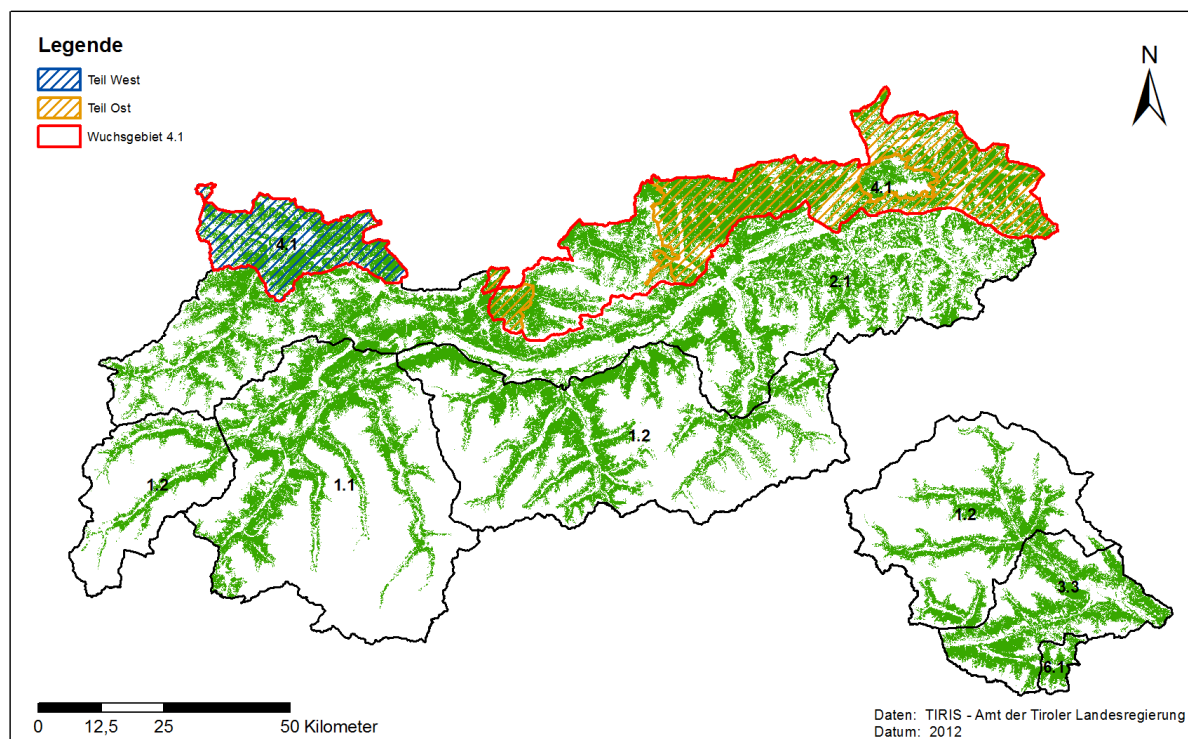 Legende
Teil West
Teil Ost
Wuchsgebiet 4.1
N
4.1
4.1
2.1
1.2
1.2
1.1
1.2
3.3
6.1
0 12,5 25 50 Kilometer
Daten: TIRIS - Amt der Tiroler Landesregierung
Datum: 2012